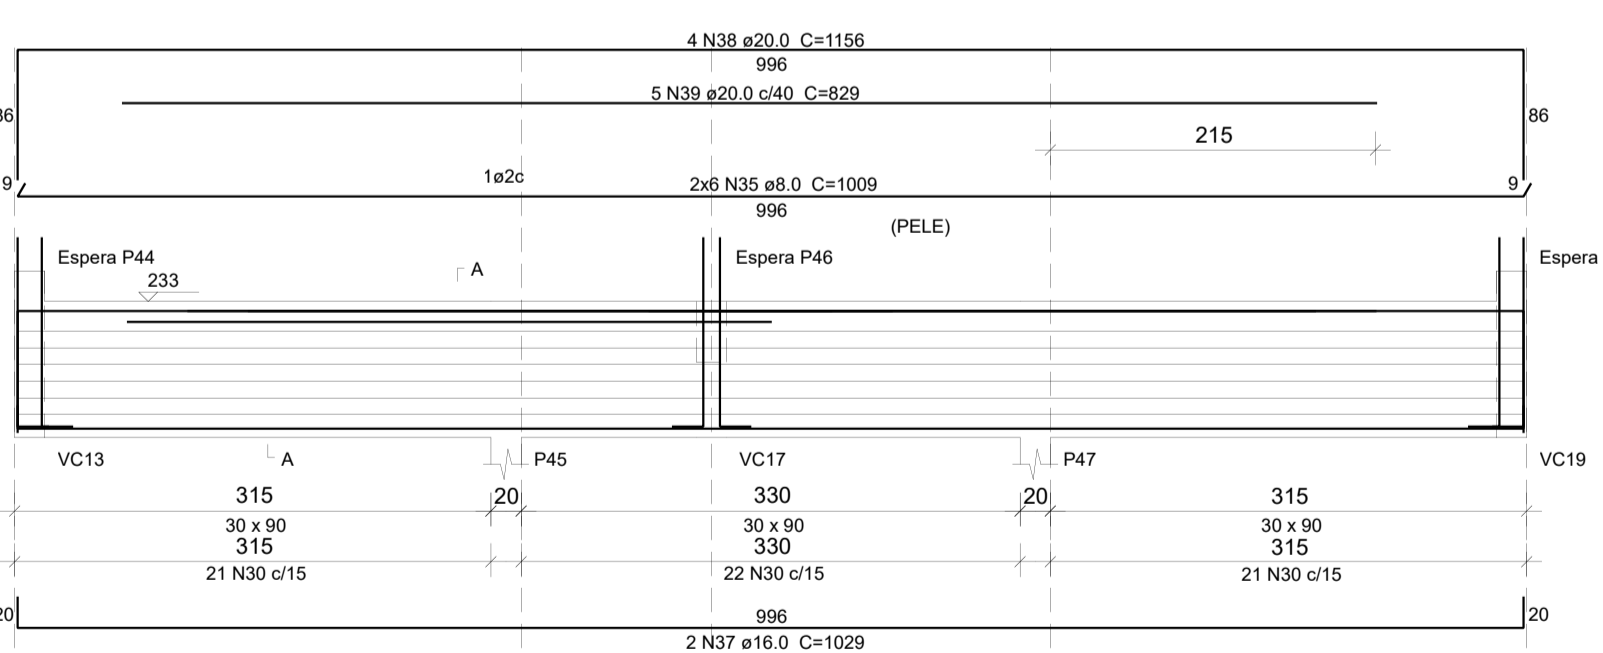 4 N38 ø20.0 C=1156
996
5 N39 ø20.0 c/40 C=829
86
86
215
1ø2c
9
2x6 N35 ø8.0 C=1009
9
996
(PELE)
Espera P44
Espera P46
Espera
A
233
VC13
A
P45
VC17
P47
VC19
315
20
330
20
315
30 x 90
30 x 90
30 x 90
315
330
315
21 N30 c/15
22 N30 c/15
21 N30 c/15
20
996
20
2 N37 ø16.0 C=1029